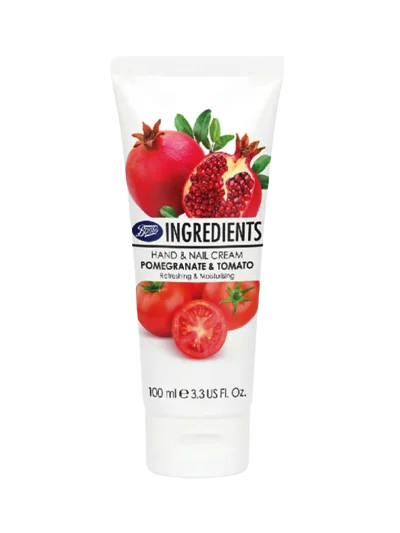 Boots INGREDIENTS
HAND & NAIL CREAM
POMEGRANATE & TOMATO
Refreshing & Moisturising
100 ml e 3.3 US Fl. Oz.